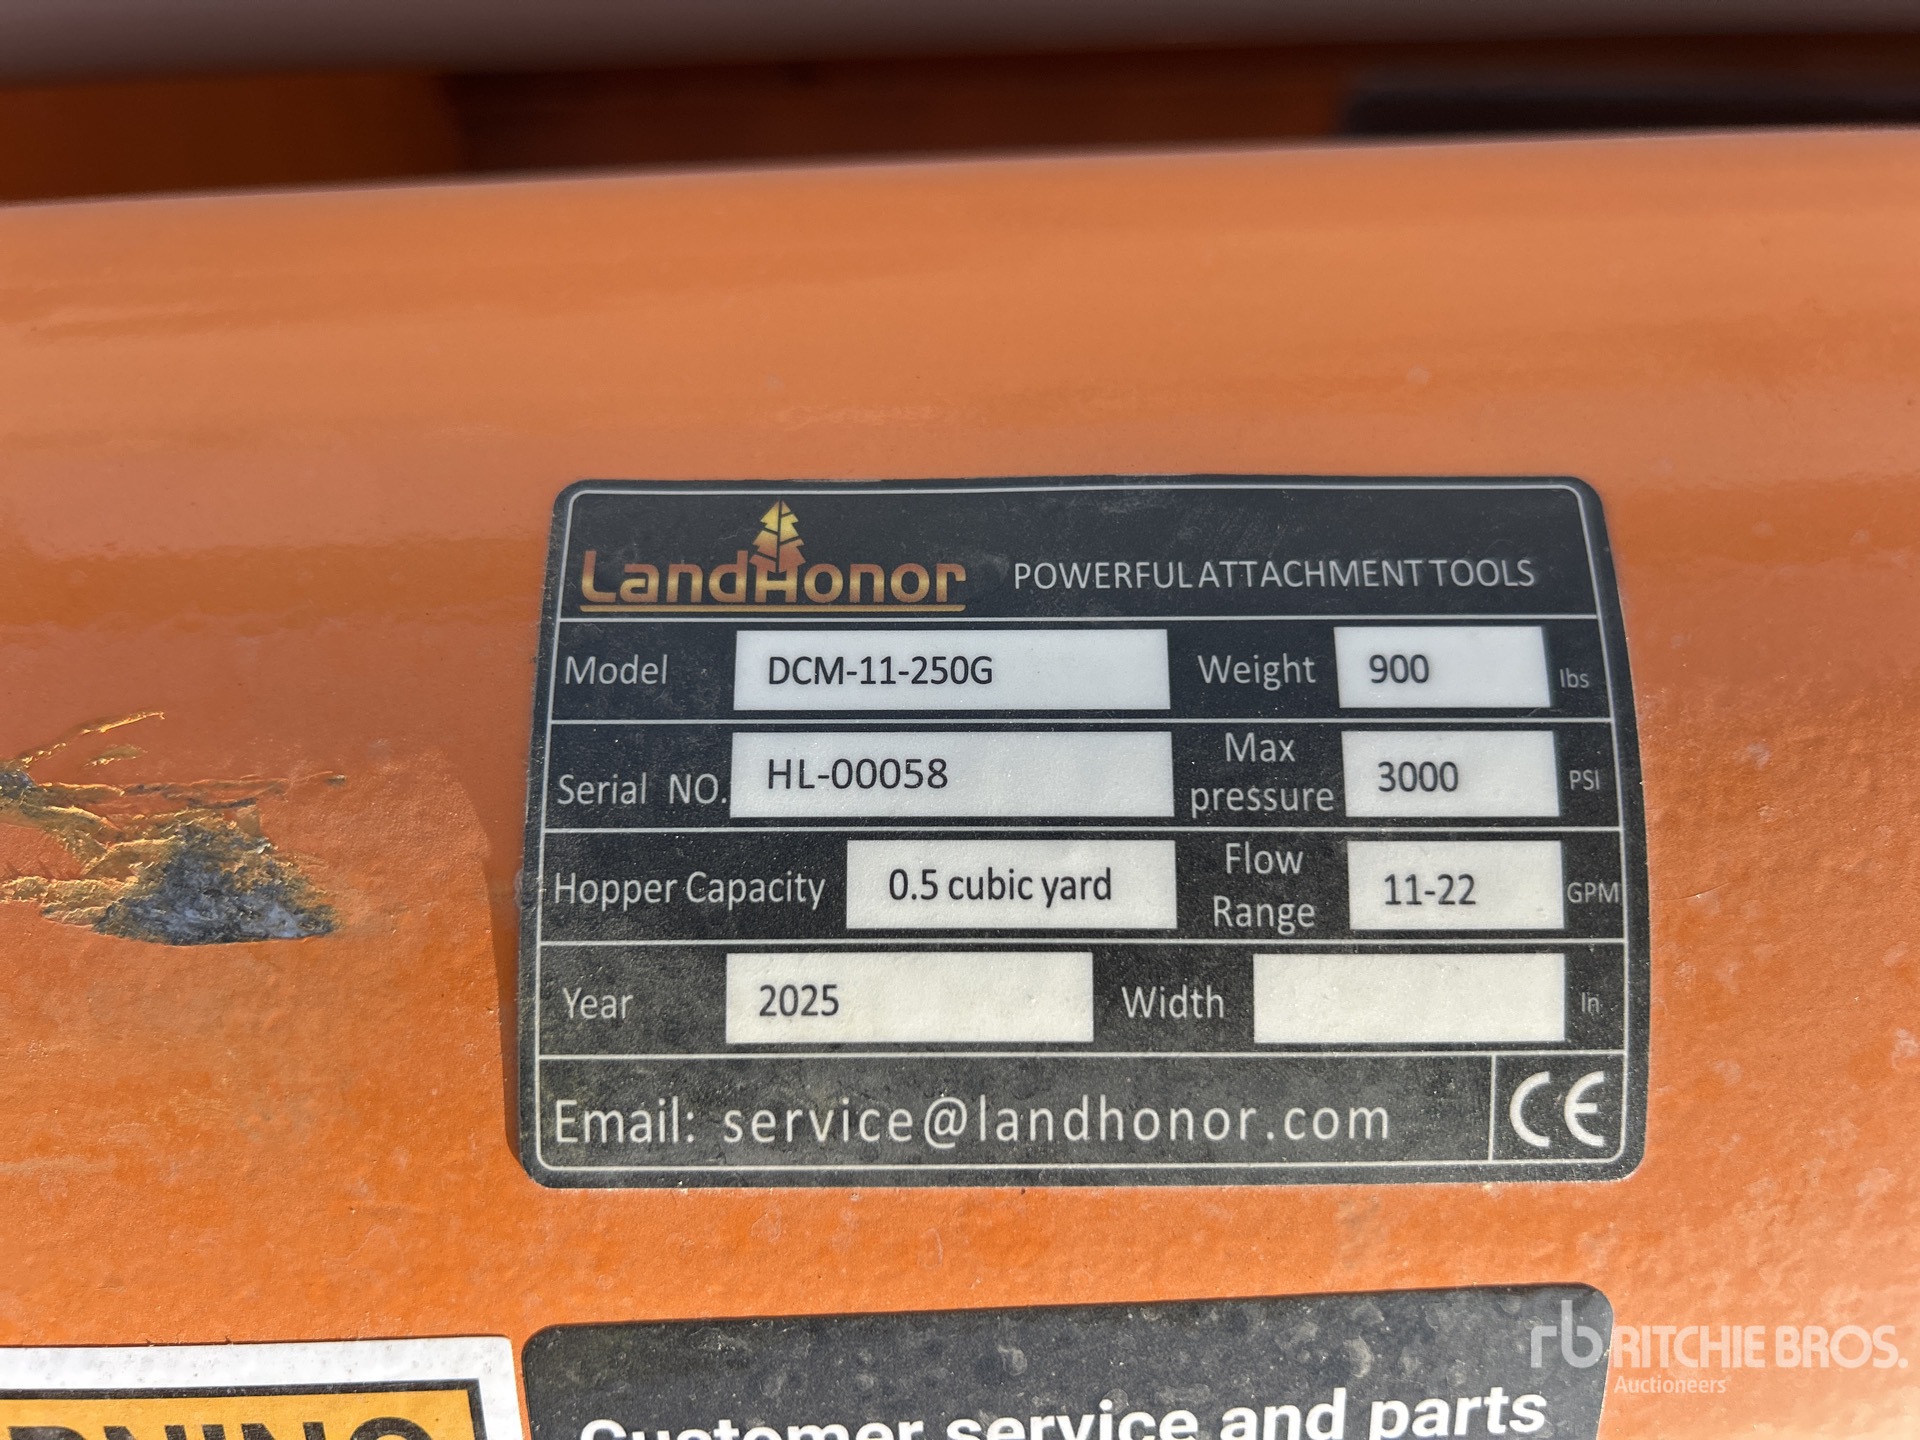 LandHonor POWERFUL ATTACHMENT TOOLS
Model DCM-11-250G Weight 900 lbs
Serial NO. HL-00058 Max pressure 3000 PSI
Hopper Capacity 0.5 cubic yard Flow Range 11-22 GPM
Year 2025 Width In
Email: service@landhonor.com CE
Customer service and parts
rb RITCHIE BROS.
Auctioneers